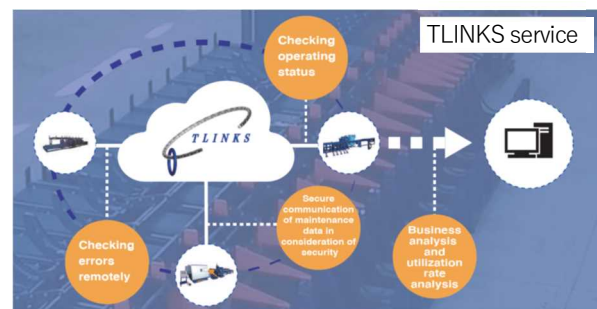 TLINKS service
Checking
operating
status
TLINKS
Secure
communication
of maintenance
data in
consideration of
security
Checking
errors
remotely
Business
analysis
and
utilization
rate
analysis